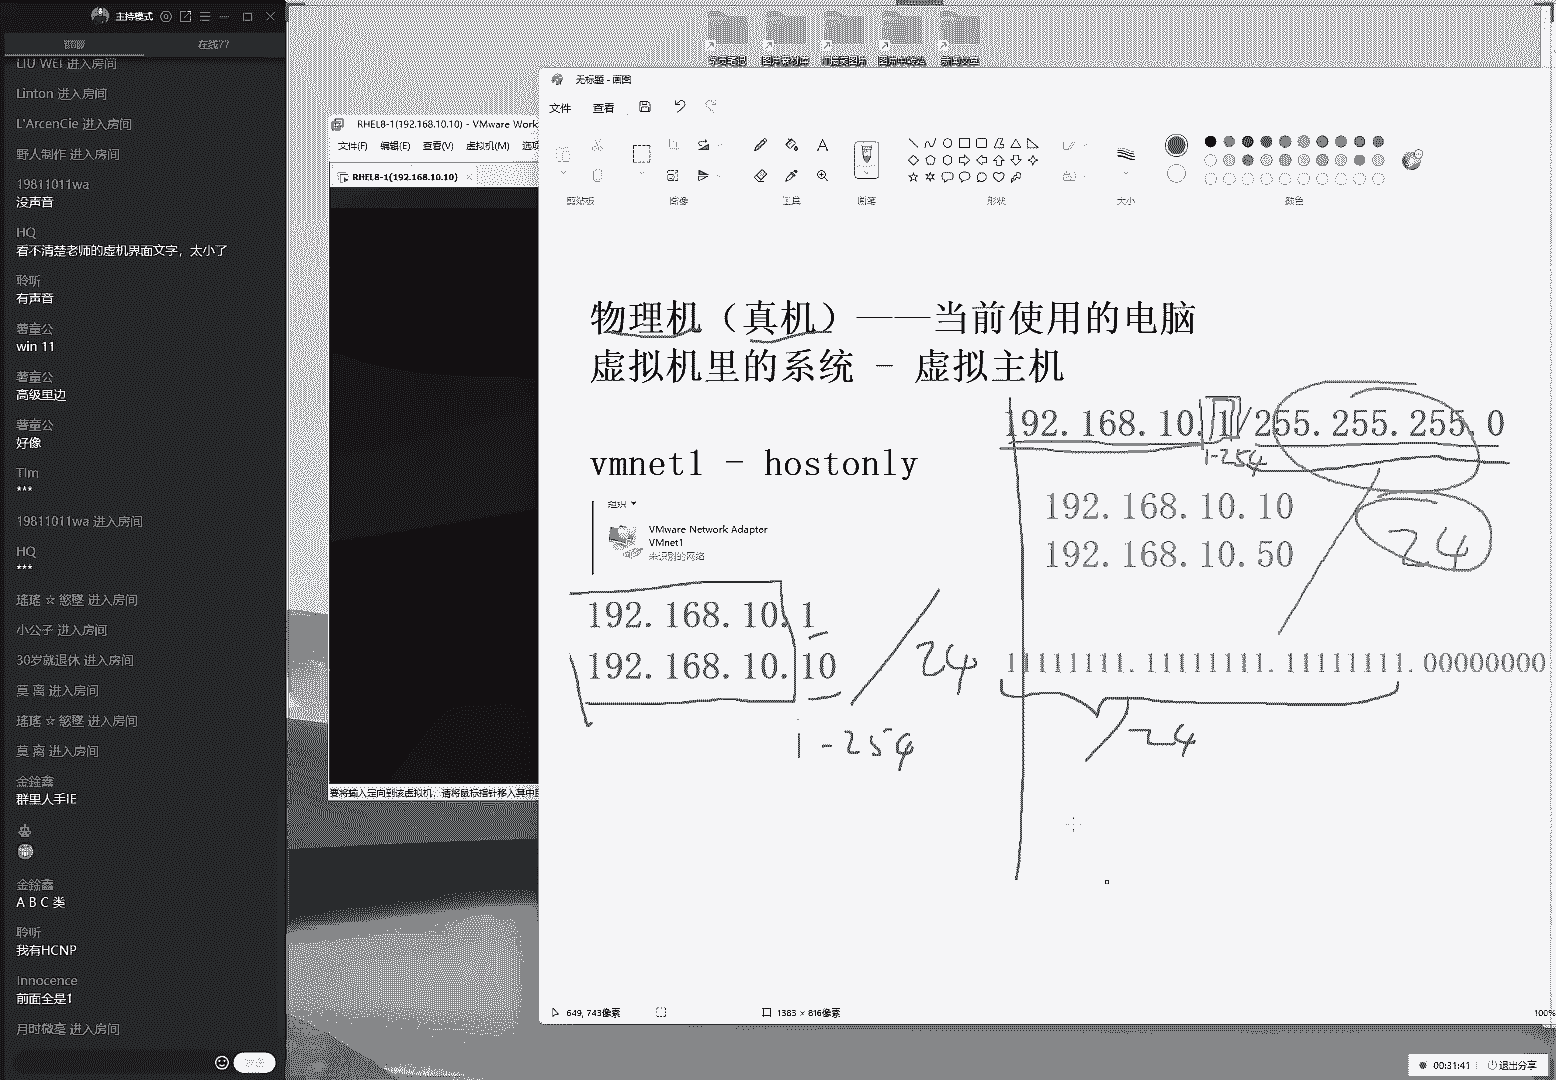 主持模式
在线77
LIU WEI 进入房间
Linton 进入房间
L'ArcenCie 进入房间
野人制作 进入房间
19811011wa
没声音
HQ
看不清楚老师的虚机界面文字，太小了
聆听
有声音
薯童公
win 11
薯童公
高级里边
薯童公
好像
Tlm
***
19811011wa 进入房间
HQ
***
瑶瑶 ☆ 慾墜 进入房间
小公子 进入房间
30岁就退休 进入房间
莫 离 进入房间
瑶瑶 ☆ 慾墜 进入房间
莫 离 进入房间
金銓鑫
群里人手IE
金銓鑫
A B C 类
聆听
我有HCNP
Innocence
前面全是1
月时微毫 进入房间
RHEL8-1(192.168.10.10) - VMware Work
文件(F) 编辑(E) 查看(V) 虚拟机(M) 选项
RHEL8-1(192.168.10.10)
要将输入定向到该虚拟机，请将鼠标指针移入其中
无标题 - 画图
文件 查看
剪贴板 图像 工具 画笔 形状 大小 颜色
物理机（真机）——当前使用的电脑
虚拟机里的系统 - 虚拟主机
192.168.10.1/255.255.255.0
1-254
vmnet1 - hostonly
192.168.10.10
24
192.168.10.50
组织
VMware Network Adapter
VMnet1
未识别的网络
192.168.10.1
192.168.10.10
/24
1-254
11111111.11111111.11111111.00000000
/24
649, 743像素
1383 × 816像素
100%
00:31:41
退出分享